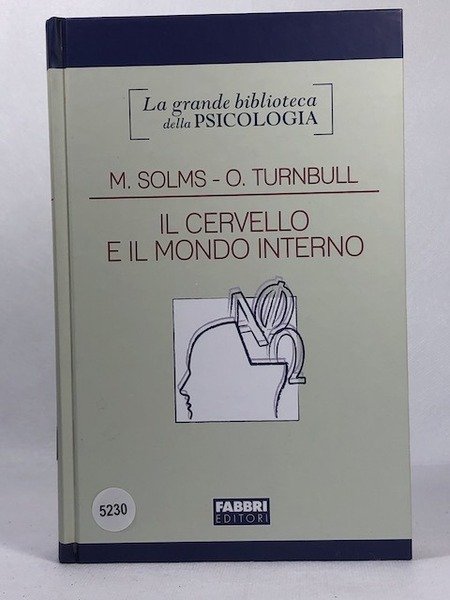 La grande biblioteca
della PSICOLOGIA
M. SOLMS - O. TURNBULL
IL CERVELLO
E IL MONDO INTERNO
5230
FABBRI
EDITORI